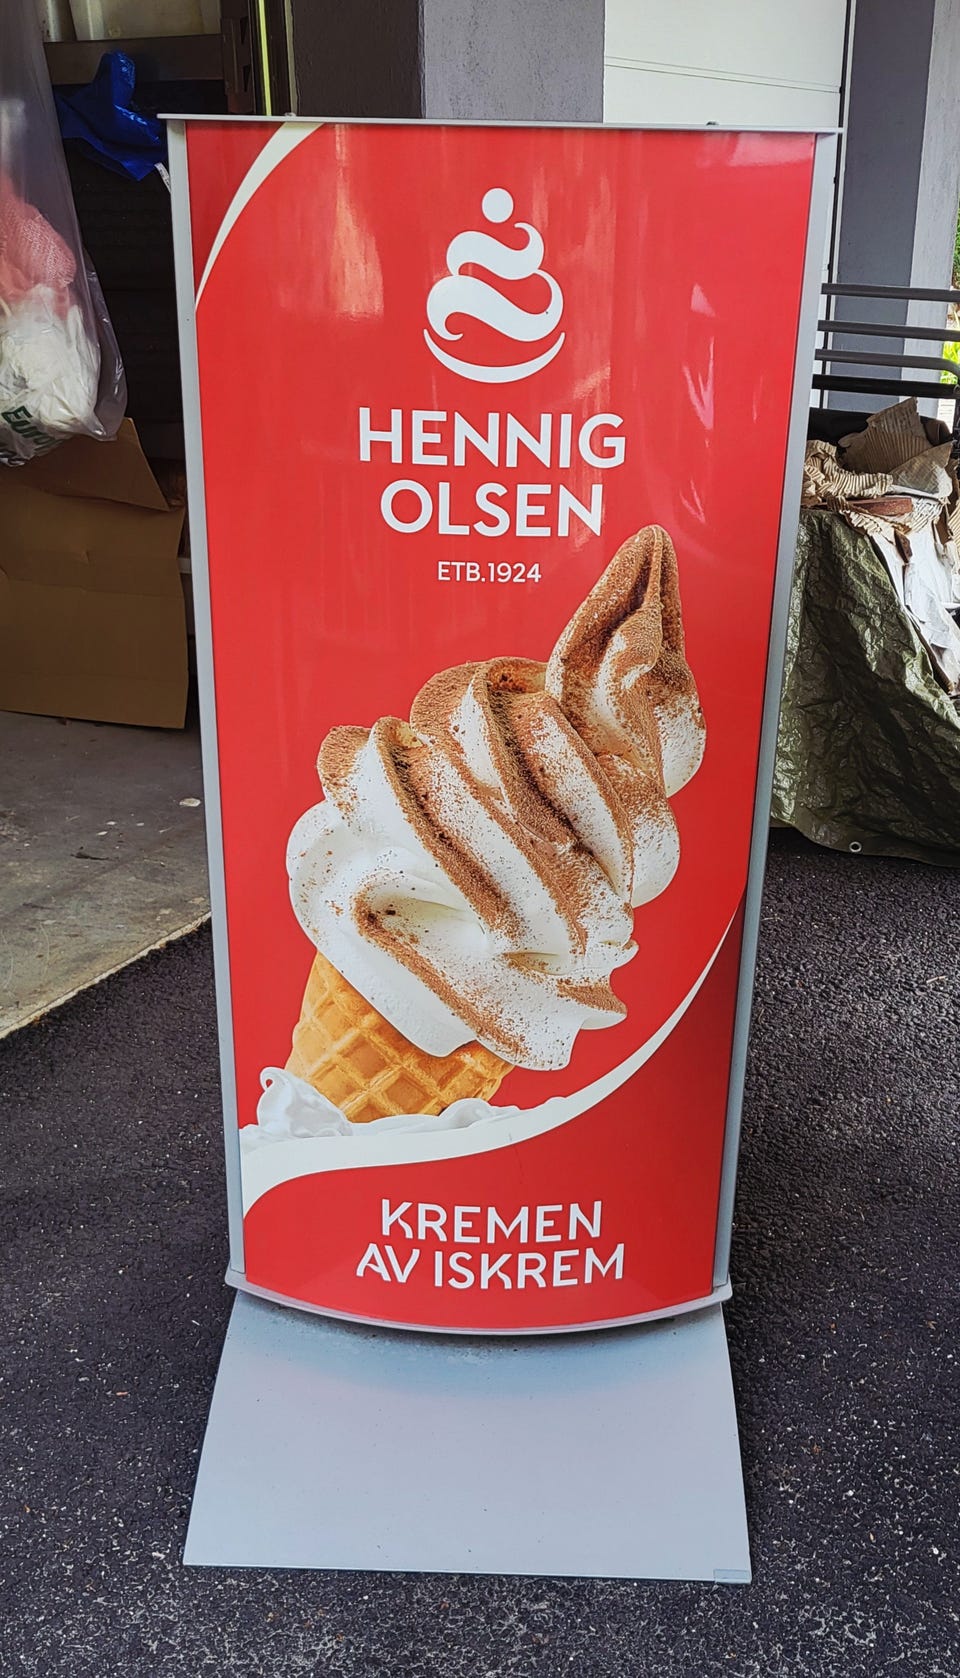 HENNIG
OLSEN
ETB.1924
KREMEN
AV ISKREM